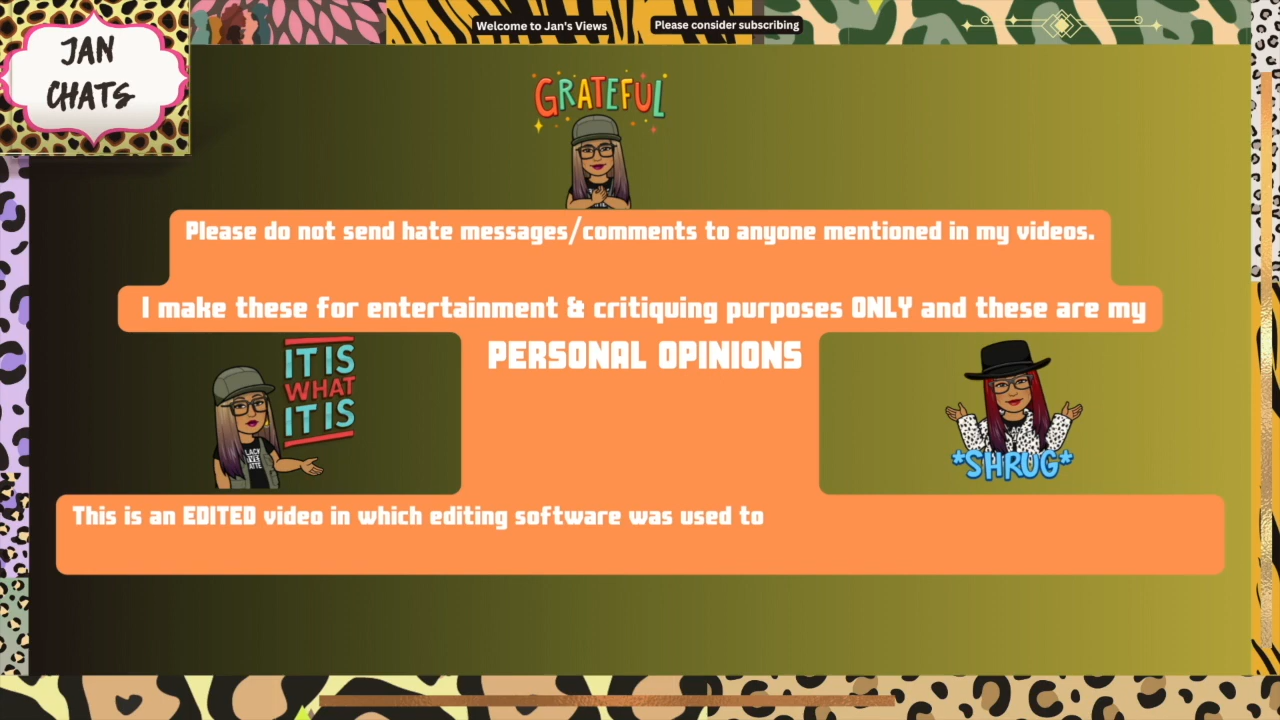 JAN
CHATS
Welcome to Jan's Views
Please consider subscribing
GRATEFUL
Please do not send hate messages/comments to anyone mentioned in my videos.
I make these for entertainment & critiquing purposes ONLY and these are my
PERSONAL OPINIONS
IT IS
WHAT
IT IS
*SHRUG*
This is an EDITED video in which editing software was used to